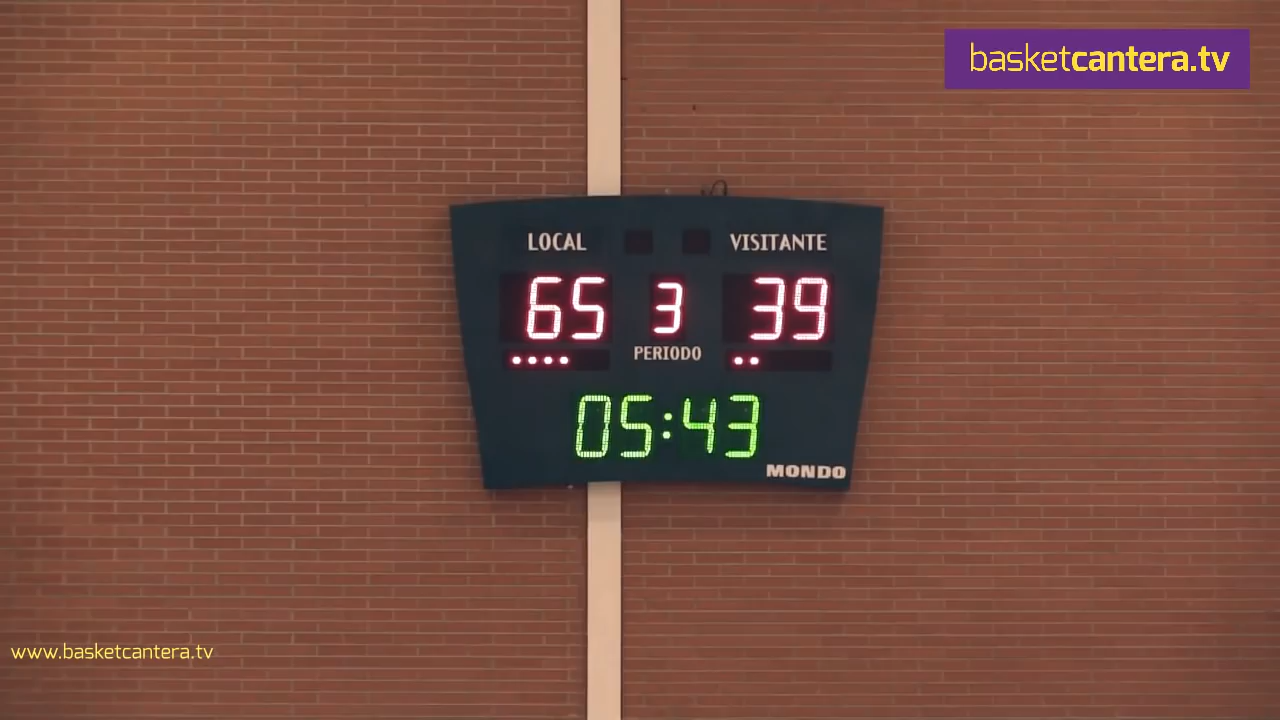 basketcantera.tv
LOCAL VISITANTE
65 3 39
PERIODO
05:43
MONDO
www.basketcantera.tv